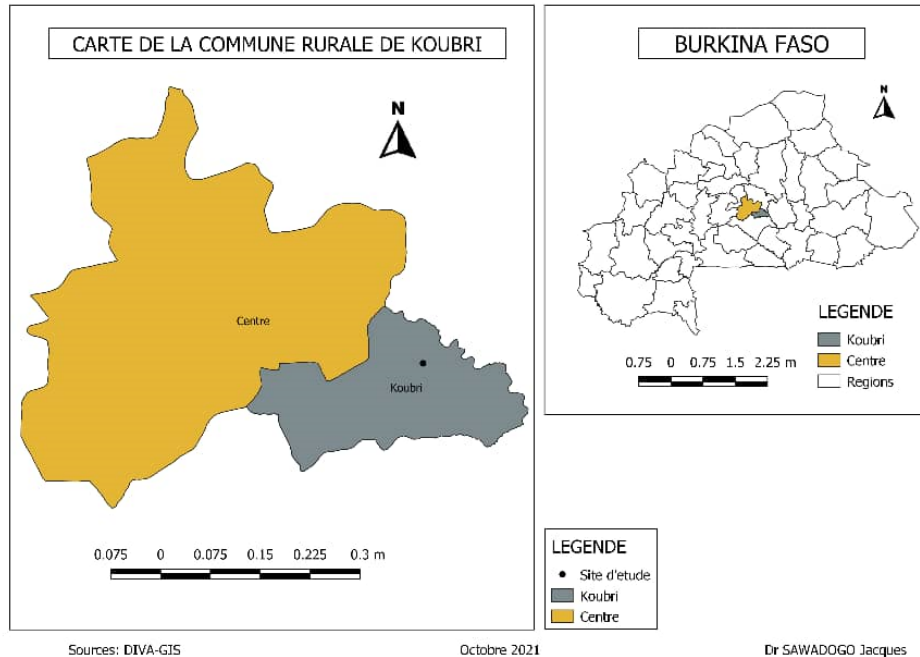 CARTE DE LA COMMUNE RURALE DE KOUBRI
N
Centre
Koubri
0.075 0 0.075 0.15 0.225 0.3 m
BURKINA FASO
N
LEGENDE
Koubri
Centre
Regions
0.75 0 0.75 1.5 2.25 m
LEGENDE
Site d'etude
Koubri
Centre
Sources: DIVA-GIS Octobre 2021 Dr SAWADOGO Jacques